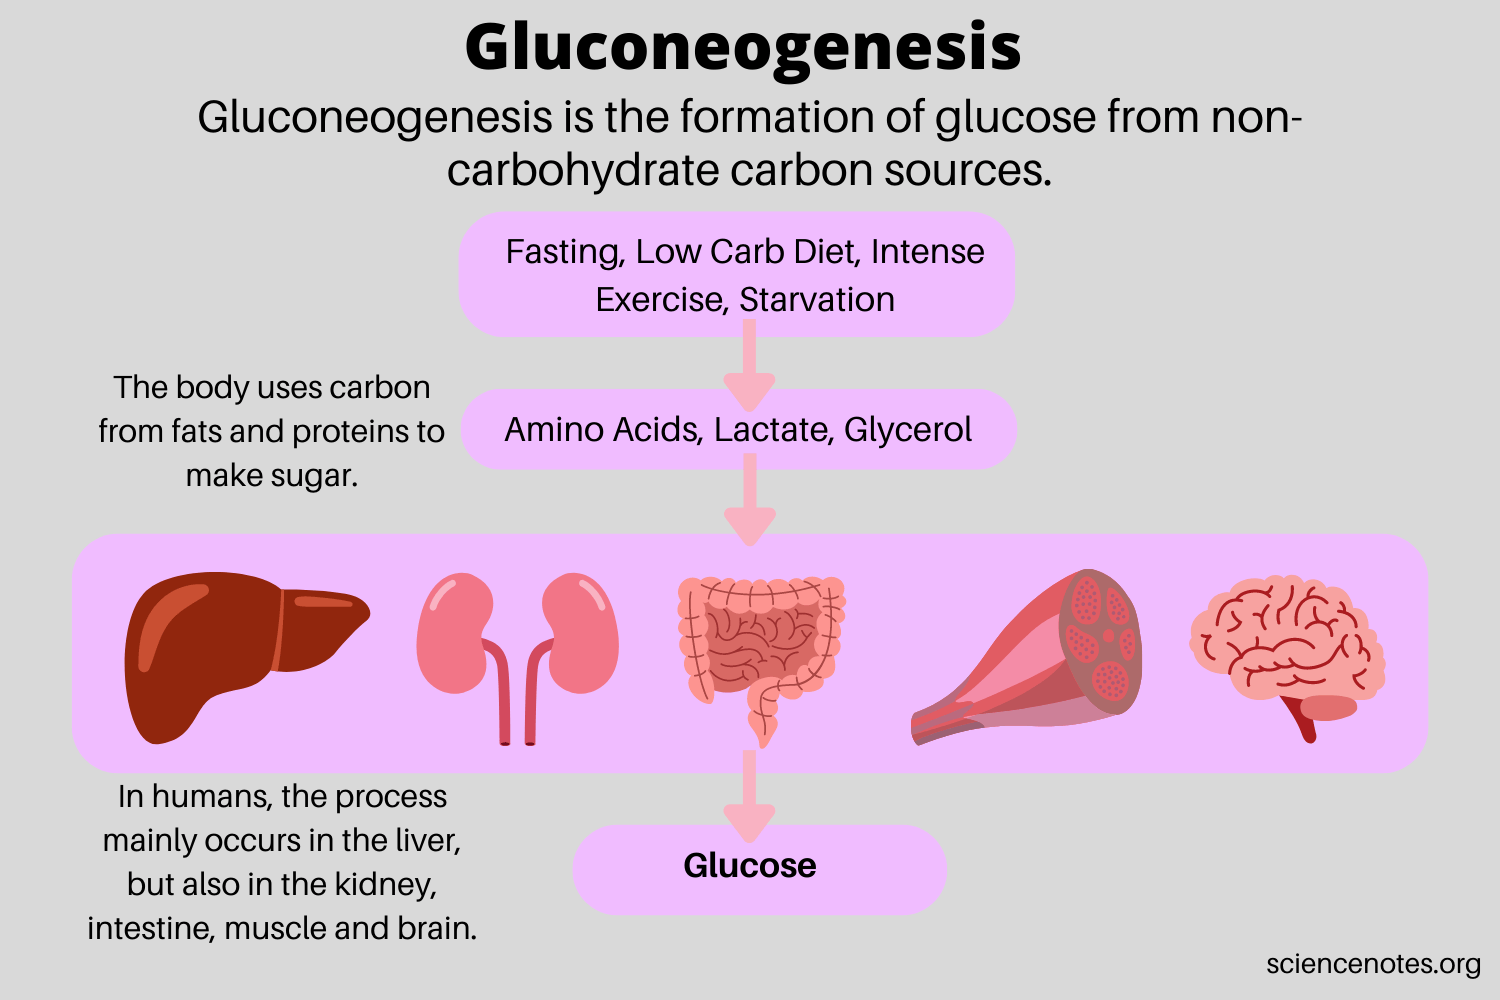 Gluconeogenesis
Gluconeogenesis is the formation of glucose from non-
carbohydrate carbon sources.
Fasting, Low Carb Diet, Intense
Exercise, Starvation
The body uses carbon
from fats and proteins to
make sugar.
Amino Acids, Lactate, Glycerol
In humans, the process
mainly occurs in the liver,
but also in the kidney,
intestine, muscle and brain.
Glucose
sciencenotes.org